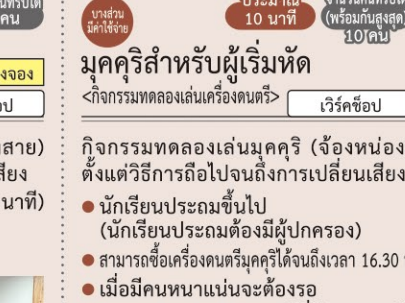 คน
งจอง
อป
สาย)
สียง
นาที)
บางส่วน
มีค่าใช้จ่าย
ประมาณ
10 นาที
(พร้อมกันสูงสุด)
10 คน
มุคคุริสำหรับผู้เริ่มหัด
<กิจกรรมทดลองเล่นเครื่องดนตรี>
เวิร์คช็อป
กิจกรรมทดลองเล่นมุคคุริ (จ้องหน่อง
ตั้งแต่วิธีการถือไปจนถึงการเปลี่ยนเสียง
● นักเรียนประถมขึ้นไป
(นักเรียนประถมต้องมีผู้ปกครอง)
● สามารถซื้อเครื่องดนตรีมุคคุริได้จนถึงเวลา 16.30
● เมื่อมีคนหนาแน่นจะต้องรอ